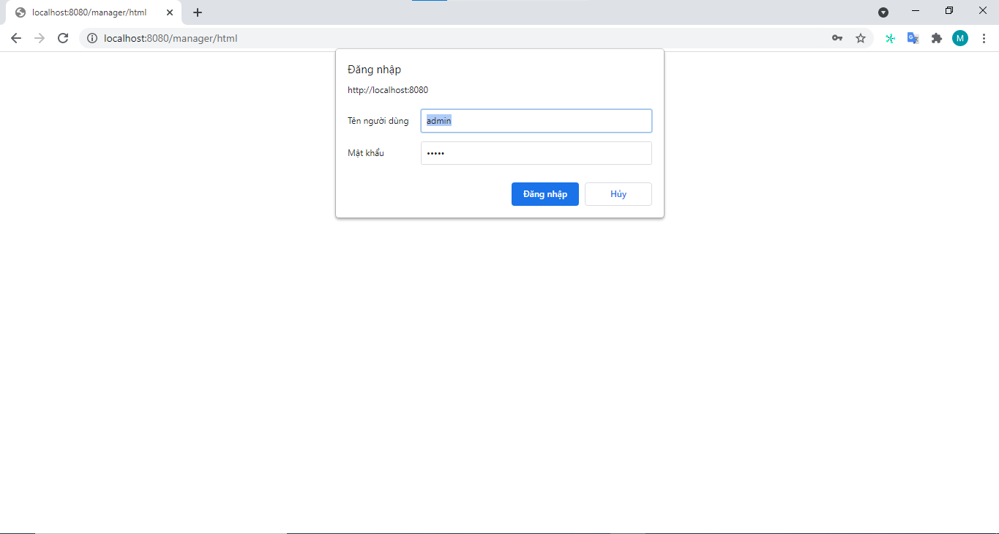 localhost:8080/manager/html
localhost:8080/manager/html
M
Đăng nhập
http://localhost:8080
Tên người dùng admin
Mật khẩu •••••
Đăng nhập Hủy